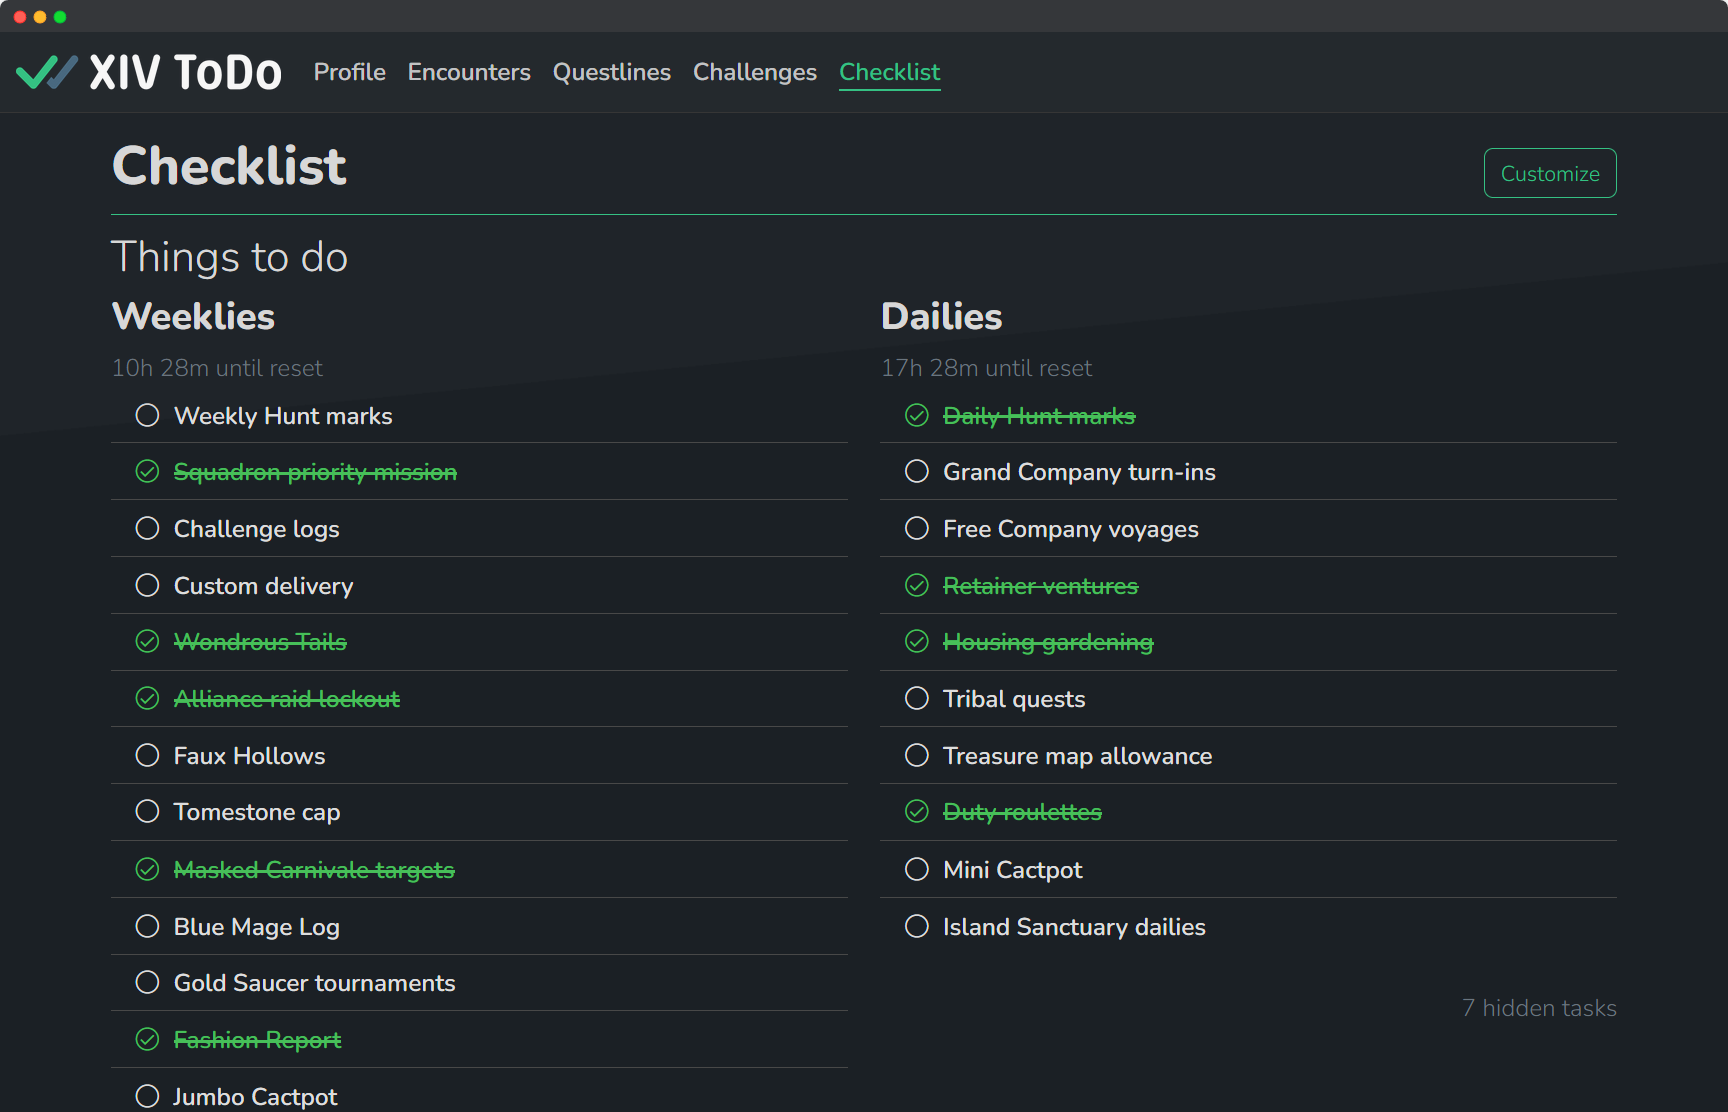 XIV ToDo
Profile
Encounters
Questlines
Challenges
Checklist
Checklist
Customize
Things to do
Weeklies
10h 28m until reset
Weekly Hunt marks
Squadron priority mission
Challenge logs
Custom delivery
Wondrous Tails
Alliance raid lockout
Faux Hollows
Tomestone cap
Masked Carnivale targets
Blue Mage Log
Gold Saucer tournaments
Fashion Report
Jumbo Cactpot
Dailies
17h 28m until reset
Daily Hunt marks
Grand Company turn-ins
Free Company voyages
Retainer ventures
Housing gardening
Tribal quests
Treasure map allowance
Duty roulettes
Mini Cactpot
Island Sanctuary dailies
7 hidden tasks